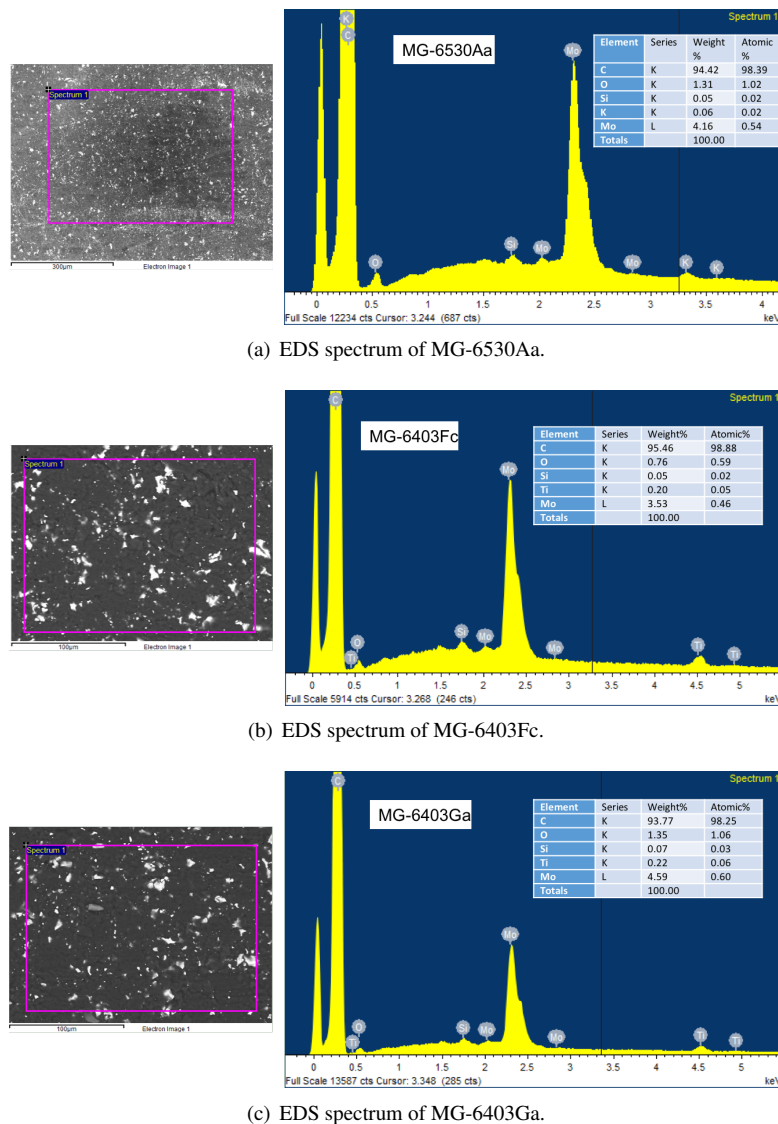 Spectrum 1
K
C
MG-6530Aa
Mo
Element Series Weight % Atomic %
C K 94.42 98.39
O K 1.31 1.02
Si K 0.05 0.02
K K 0.06 0.02
Mo L 4.16 0.54
Totals 100.00
Spectrum 1
O Si Mo Mo K K
0 0.5 1 1.5 2 2.5 3 3.5 4
300µm Electron Image 1
Full Scale 12234 cts Cursor: 3.244 (687 cts) keV
(a) EDS spectrum of MG-6530Aa.
Spectrum 1
C
MG-6403Fc
Mo
Element Series Weight% Atomic%
C K 95.46 98.88
O K 0.76 0.59
Si K 0.05 0.02
Ti K 0.20 0.05
Mo L 3.53 0.46
Totals 100.00
Spectrum 1
Ti O Si Mo Mo Ti Ti
0 0.5 1 1.5 2 2.5 3 3.5 4 4.5 5
100µm Electron Image 1
Full Scale 5914 cts Cursor: 3.268 (246 cts) keV
(b) EDS spectrum of MG-6403Fc.
Spectrum 1
C
MG-6403Ga
Mo
Element Series Weight% Atomic%
C K 93.77 98.25
O K 1.35 1.06
Si K 0.07 0.03
Ti K 0.22 0.06
Mo L 4.59 0.60
Totals 100.00
Spectrum 1
Ti O Si Mo Mo Ti Ti
0 0.5 1 1.5 2 2.5 3 3.5 4 4.5 5
100µm Electron Image 1
Full Scale 13587 cts Cursor: 3.348 (285 cts) keV
(c) EDS spectrum of MG-6403Ga.